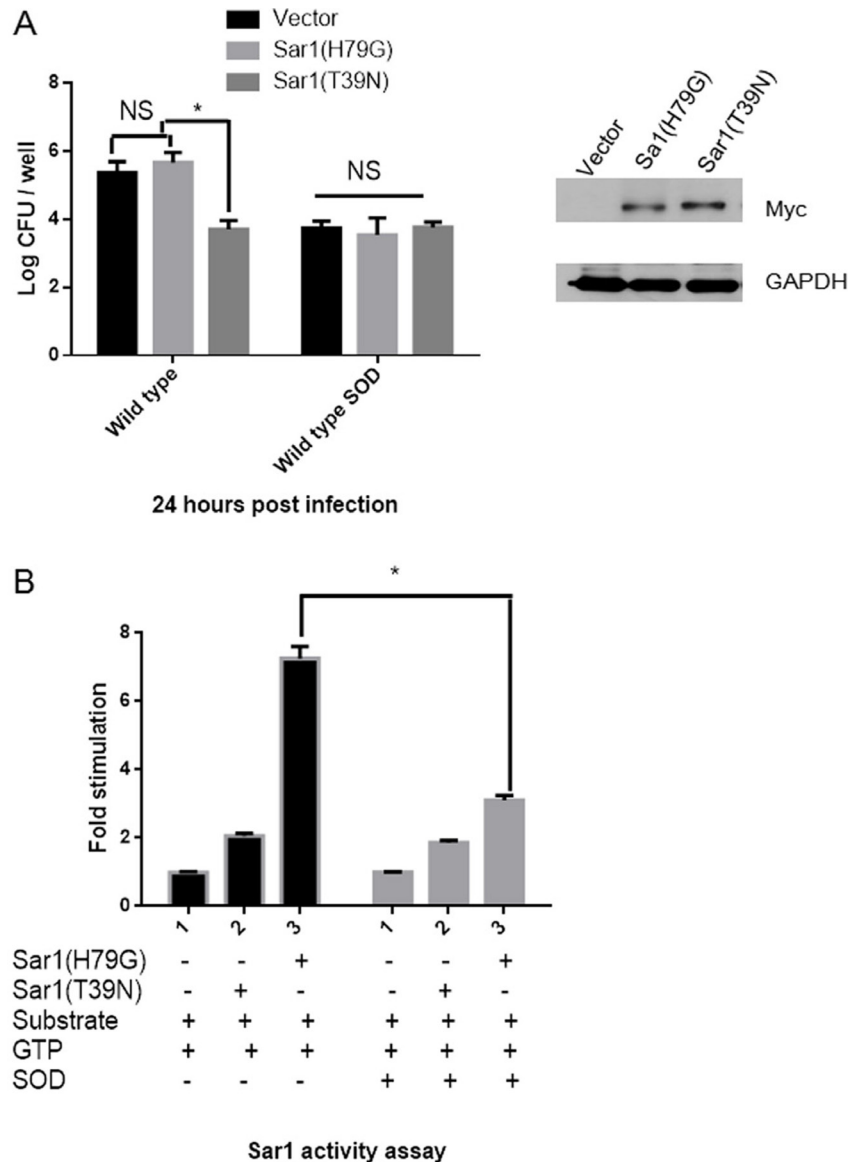 A
Vector
Sar1(H79G)
Sar1(T39N)
8
6
4
2
0
Log CFU / well
NS
*
NS
Wild type
Wild type SOD
24 hours post infection
Vector
Sa1(H79G)
Sar1(T39N)
Myc
GAPDH
B
*
8
6
4
2
0
Fold stimulation
1 2 3 1 2 3
Sar1(H79G) - - + - - +
Sar1(T39N) - + - - + -
Substrate + + + + + +
GTP + + + + + +
SOD - - - + + +
Sar1 activity assay